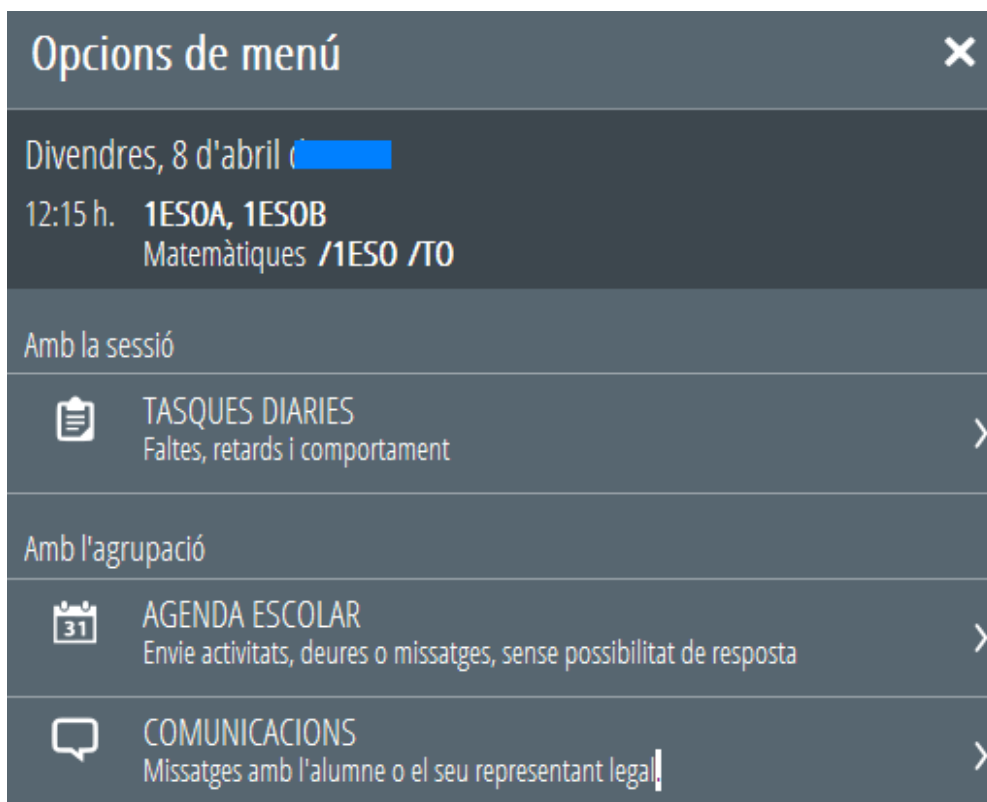 Opcions de menú
Divendres, 8 d'abril
12:15 h. 1ESOA, 1ESOB
Matemàtiques /1ESO /TO
Amb la sessió
TASQUES DIARIES
Faltes, retards i comportament
Amb l'agrupació
31
AGENDA ESCOLAR
Envie activitats, deures o missatges, sense possibilitat de resposta
COMUNICACIONS
Missatges amb l'alumne o el seu representant legal.